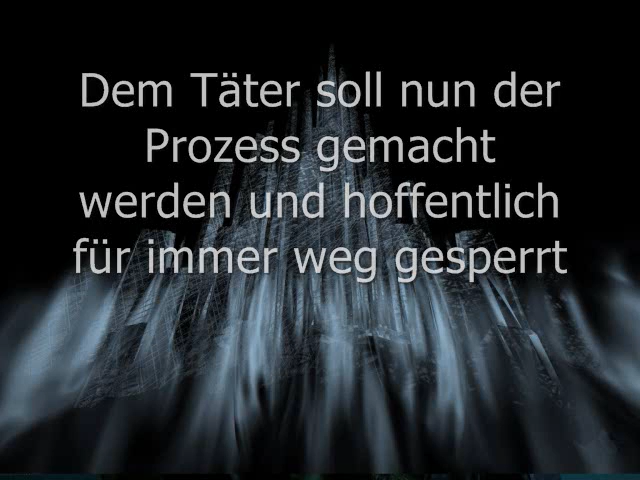 Dem Täter soll nun der
Prozess gemacht
werden und hoffentlich
für immer weg gesperrt